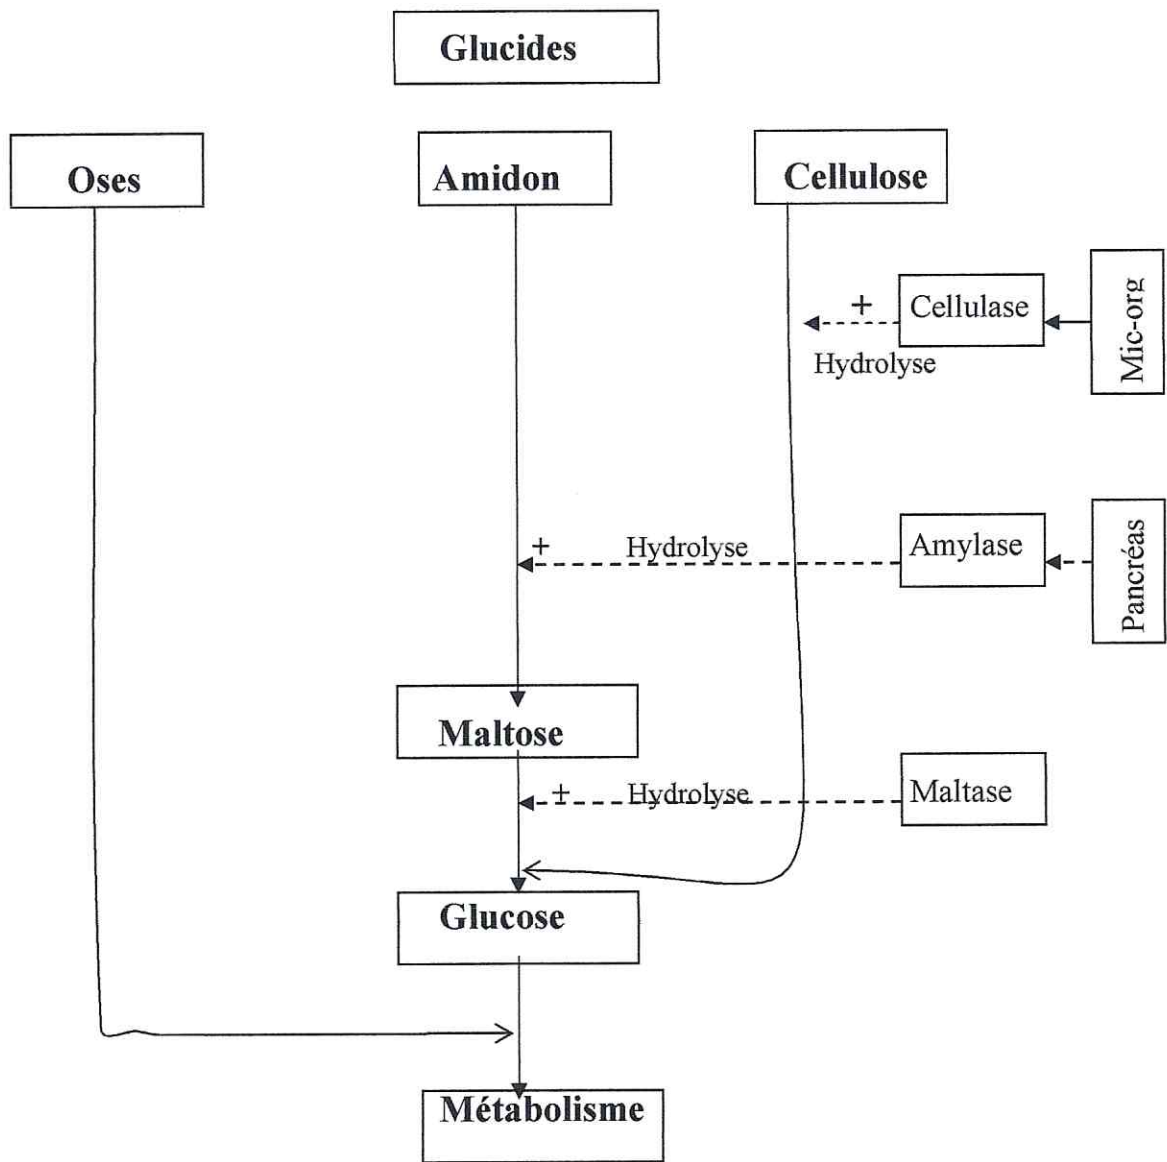 Glucides
Oses
Amidon
Cellulose
+
Cellulase
Mic-org
Hydrolyse
+
Hydrolyse
Amylase
Pancréas
Maltose
+
Hydrolyse
Maltase
Glucose
Métabolisme